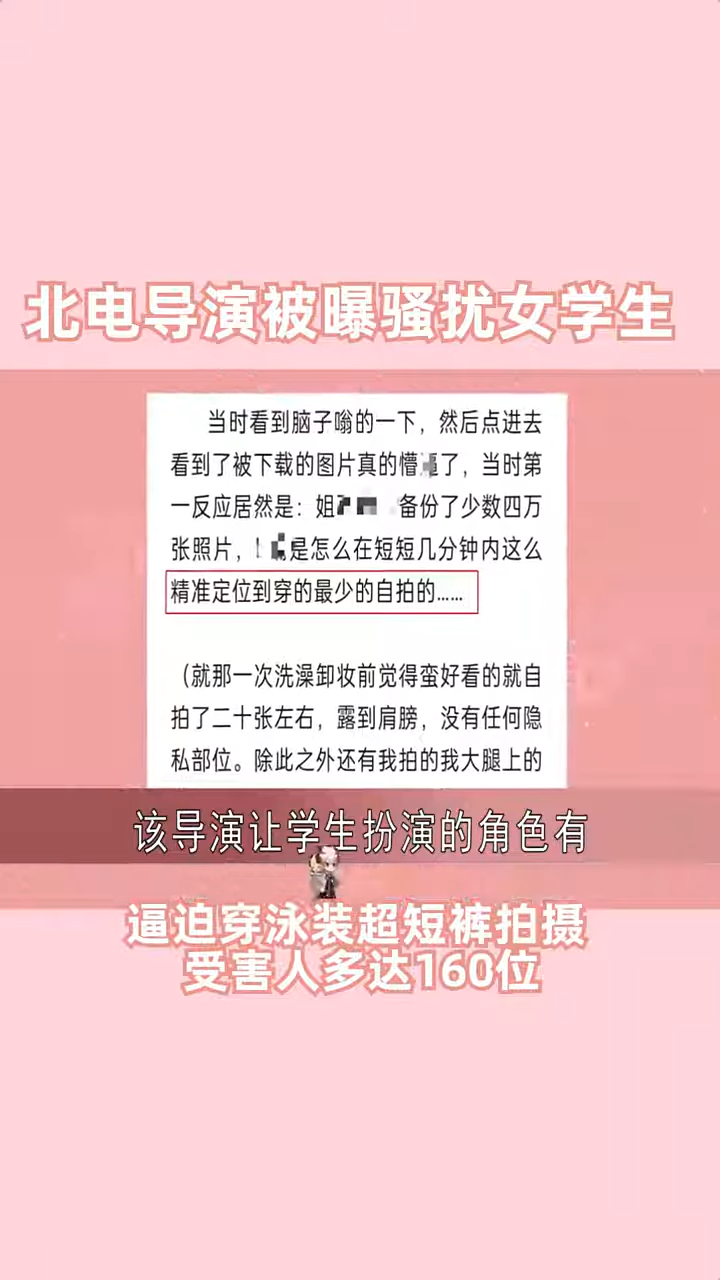 北电导演被曝骚扰女学生
当时看到脑子嗡的一下，然后点进去
看到了被下载的图片真的懵逼了，当时第
一反应居然是：姐 备份了少数四万
张照片， 是怎么在短短几分钟内这么
精准定位到穿的最少的自拍的……
（就那一次洗澡卸妆前觉得蛮好看的就自
拍了二十张左右，露到肩膀，没有任何隐
私部位。除此之外还有我拍的我大腿上的
该导演让学生扮演的角色有
逼迫穿泳装超短裤拍摄
受害人多达160位